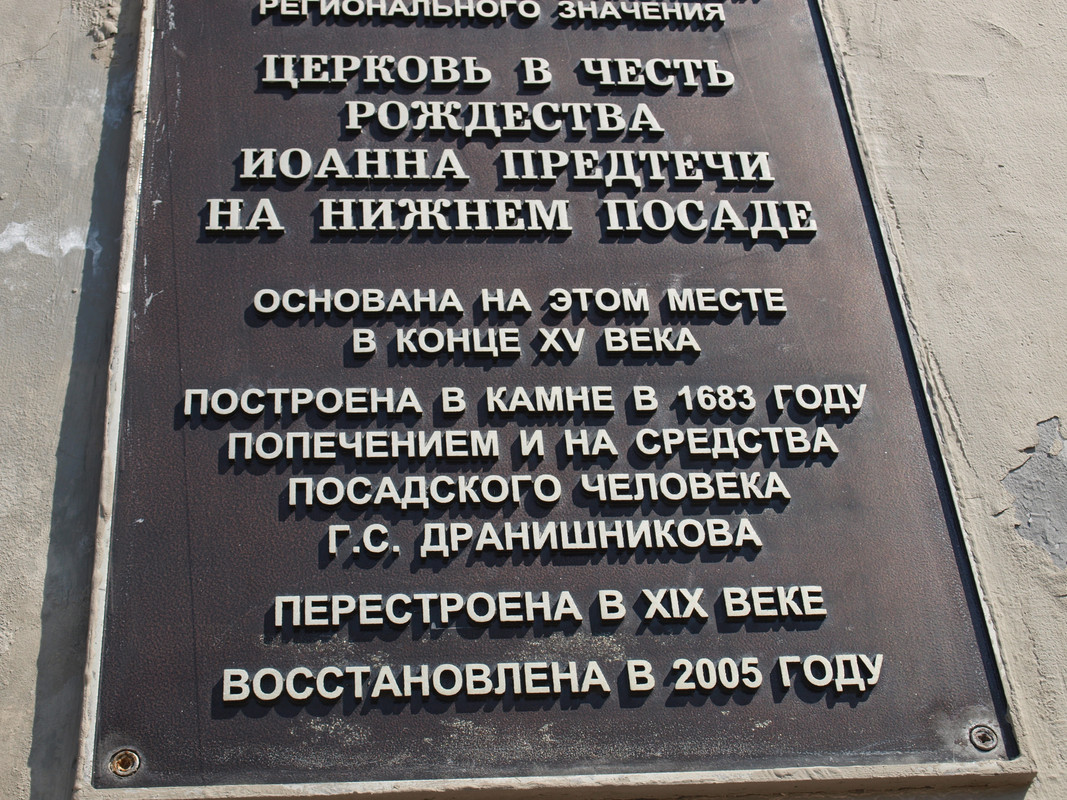 РЕГИОНАЛЬНОГО ЗНАЧЕНИЯ
ЦЕРКОВЬ В ЧЕСТЬ
РОЖДЕСТВА
ИОАННА ПРЕДТЕЧИ
НА НИЖНЕМ ПОСАДЕ
ОСНОВАНА НА ЭТОМ МЕСТЕ
В КОНЦЕ XV ВЕКА
ПОСТРОЕНА В КАМНЕ В 1683 ГОДУ
ПОПЕЧЕНИЕМ И НА СРЕДСТВА
ПОСАДСКОГО ЧЕЛОВЕКА
Г.С. ДРАНИШНИКОВА
ПЕРЕСТРОЕНА В XIX ВЕКЕ
ВОССТАНОВЛЕНА В 2005 ГОДУ